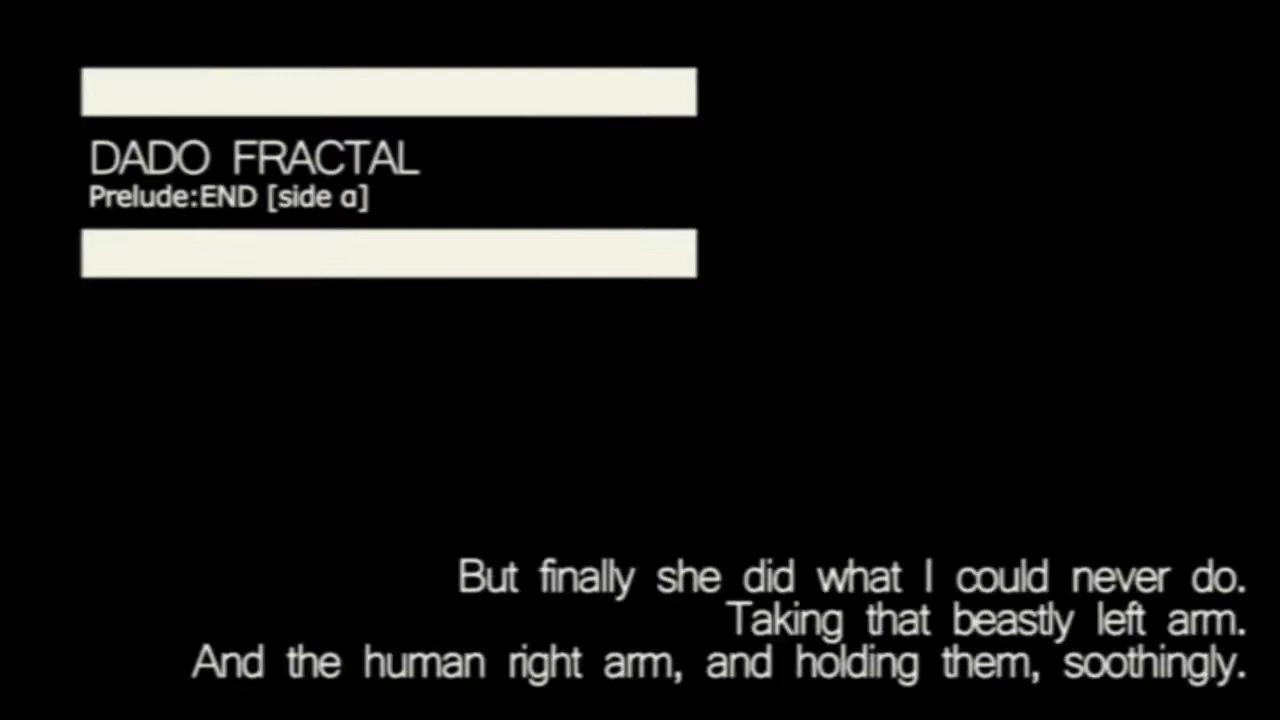 DADO FRACTAL
Prelude:END [side α]
But finally she did what I could never do.
Taking that beastly left arm.
And the human right arm, and holding them, soothingly.